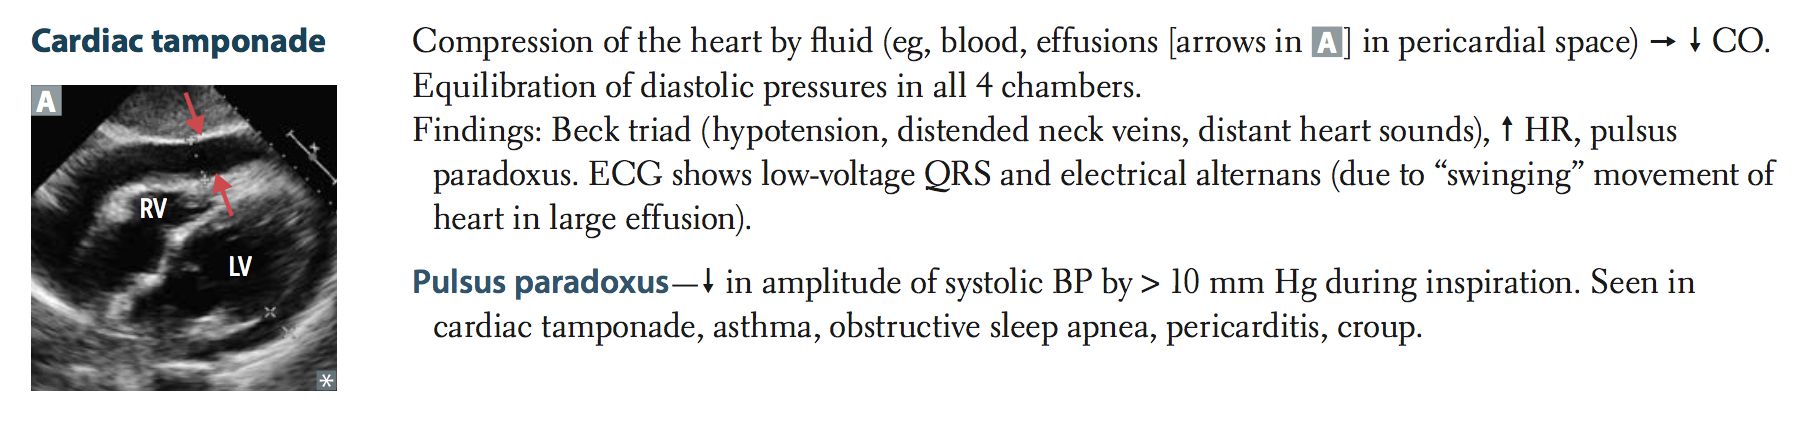 Cardiac tamponade
A
RV
LV
*
Compression of the heart by fluid (eg, blood, effusions [arrows in A] in pericardial space) → ↓ CO.
Equilibration of diastolic pressures in all 4 chambers.
Findings: Beck triad (hypotension, distended neck veins, distant heart sounds), ↑ HR, pulsus
paradoxus. ECG shows low-voltage QRS and electrical alternans (due to “swinging” movement of
heart in large effusion).
Pulsus paradoxus—↓ in amplitude of systolic BP by > 10 mm Hg during inspiration. Seen in
cardiac tamponade, asthma, obstructive sleep apnea, pericarditis, croup.